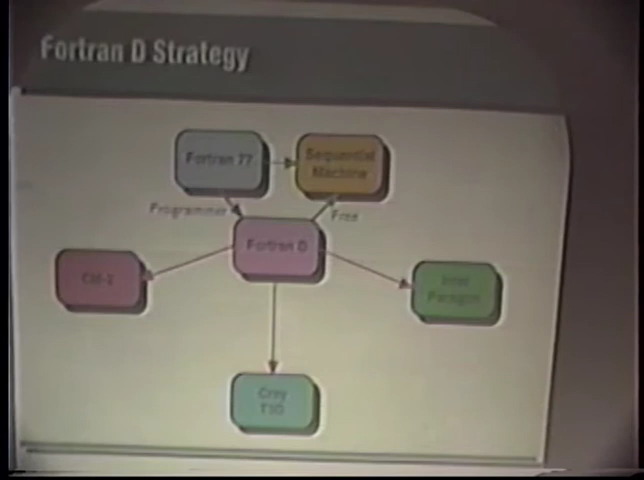 Fortran D Strategy
Fortran 77
Sequential
Machine
Programmer
Free
Fortran D
Intel
Paragon
Cray
T3D